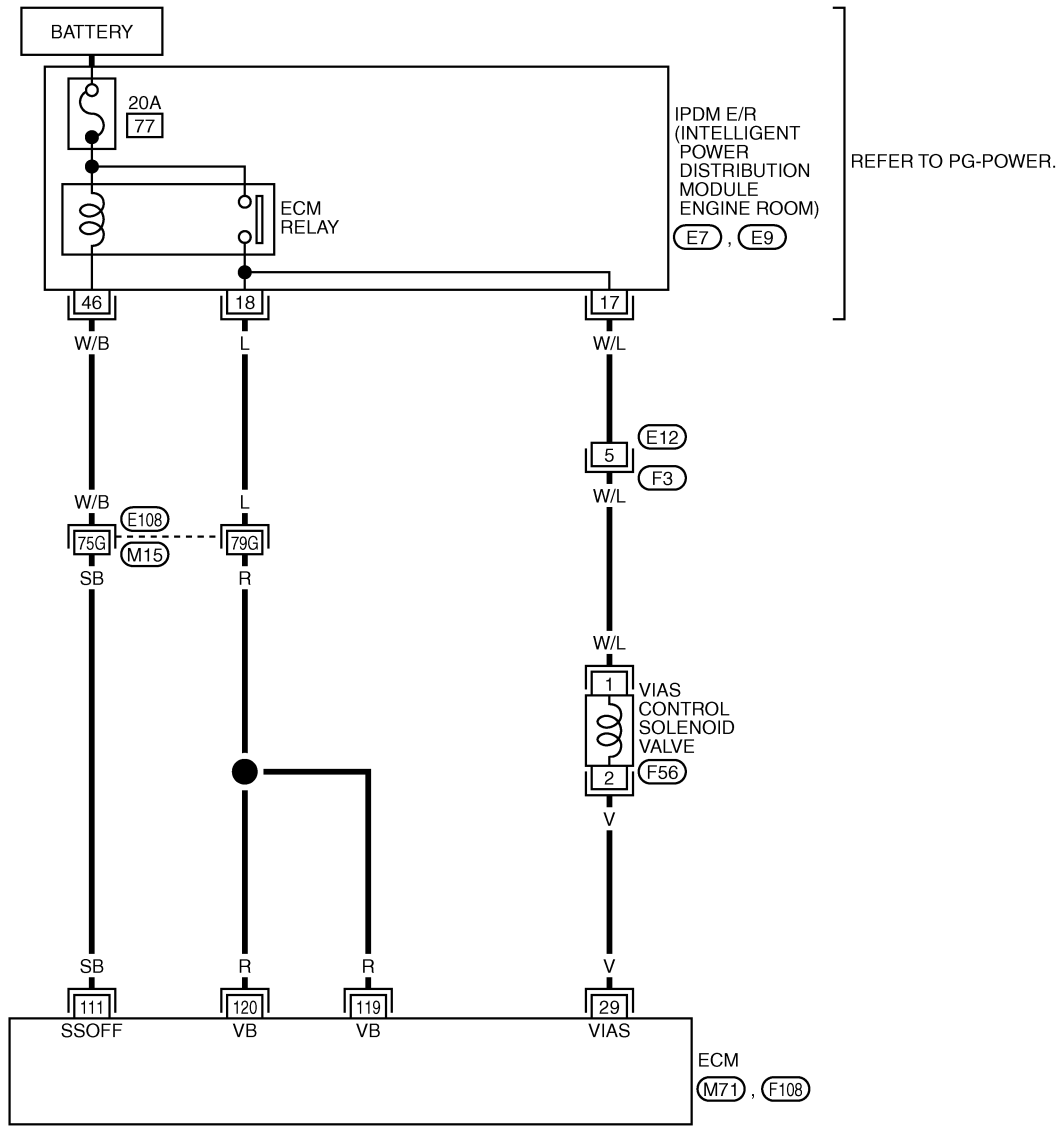 BATTERY
20A
77
IPDM E/R
(INTELLIGENT
POWER
DISTRIBUTION
MODULE
ENGINE ROOM)
E7 , E9
REFER TO PG-POWER.
ECM
RELAY
46
18
17
W/B
L
W/L
E12
5
F3
W/L
W/B
L
E108
75G
79G
M15
SB
R
W/L
1
VIAS
CONTROL
SOLENOID
VALVE
2
F56
V
SB
R
R
V
111
120
119
29
SSOFF
VB
VB
VIAS
ECM
M71 , F108